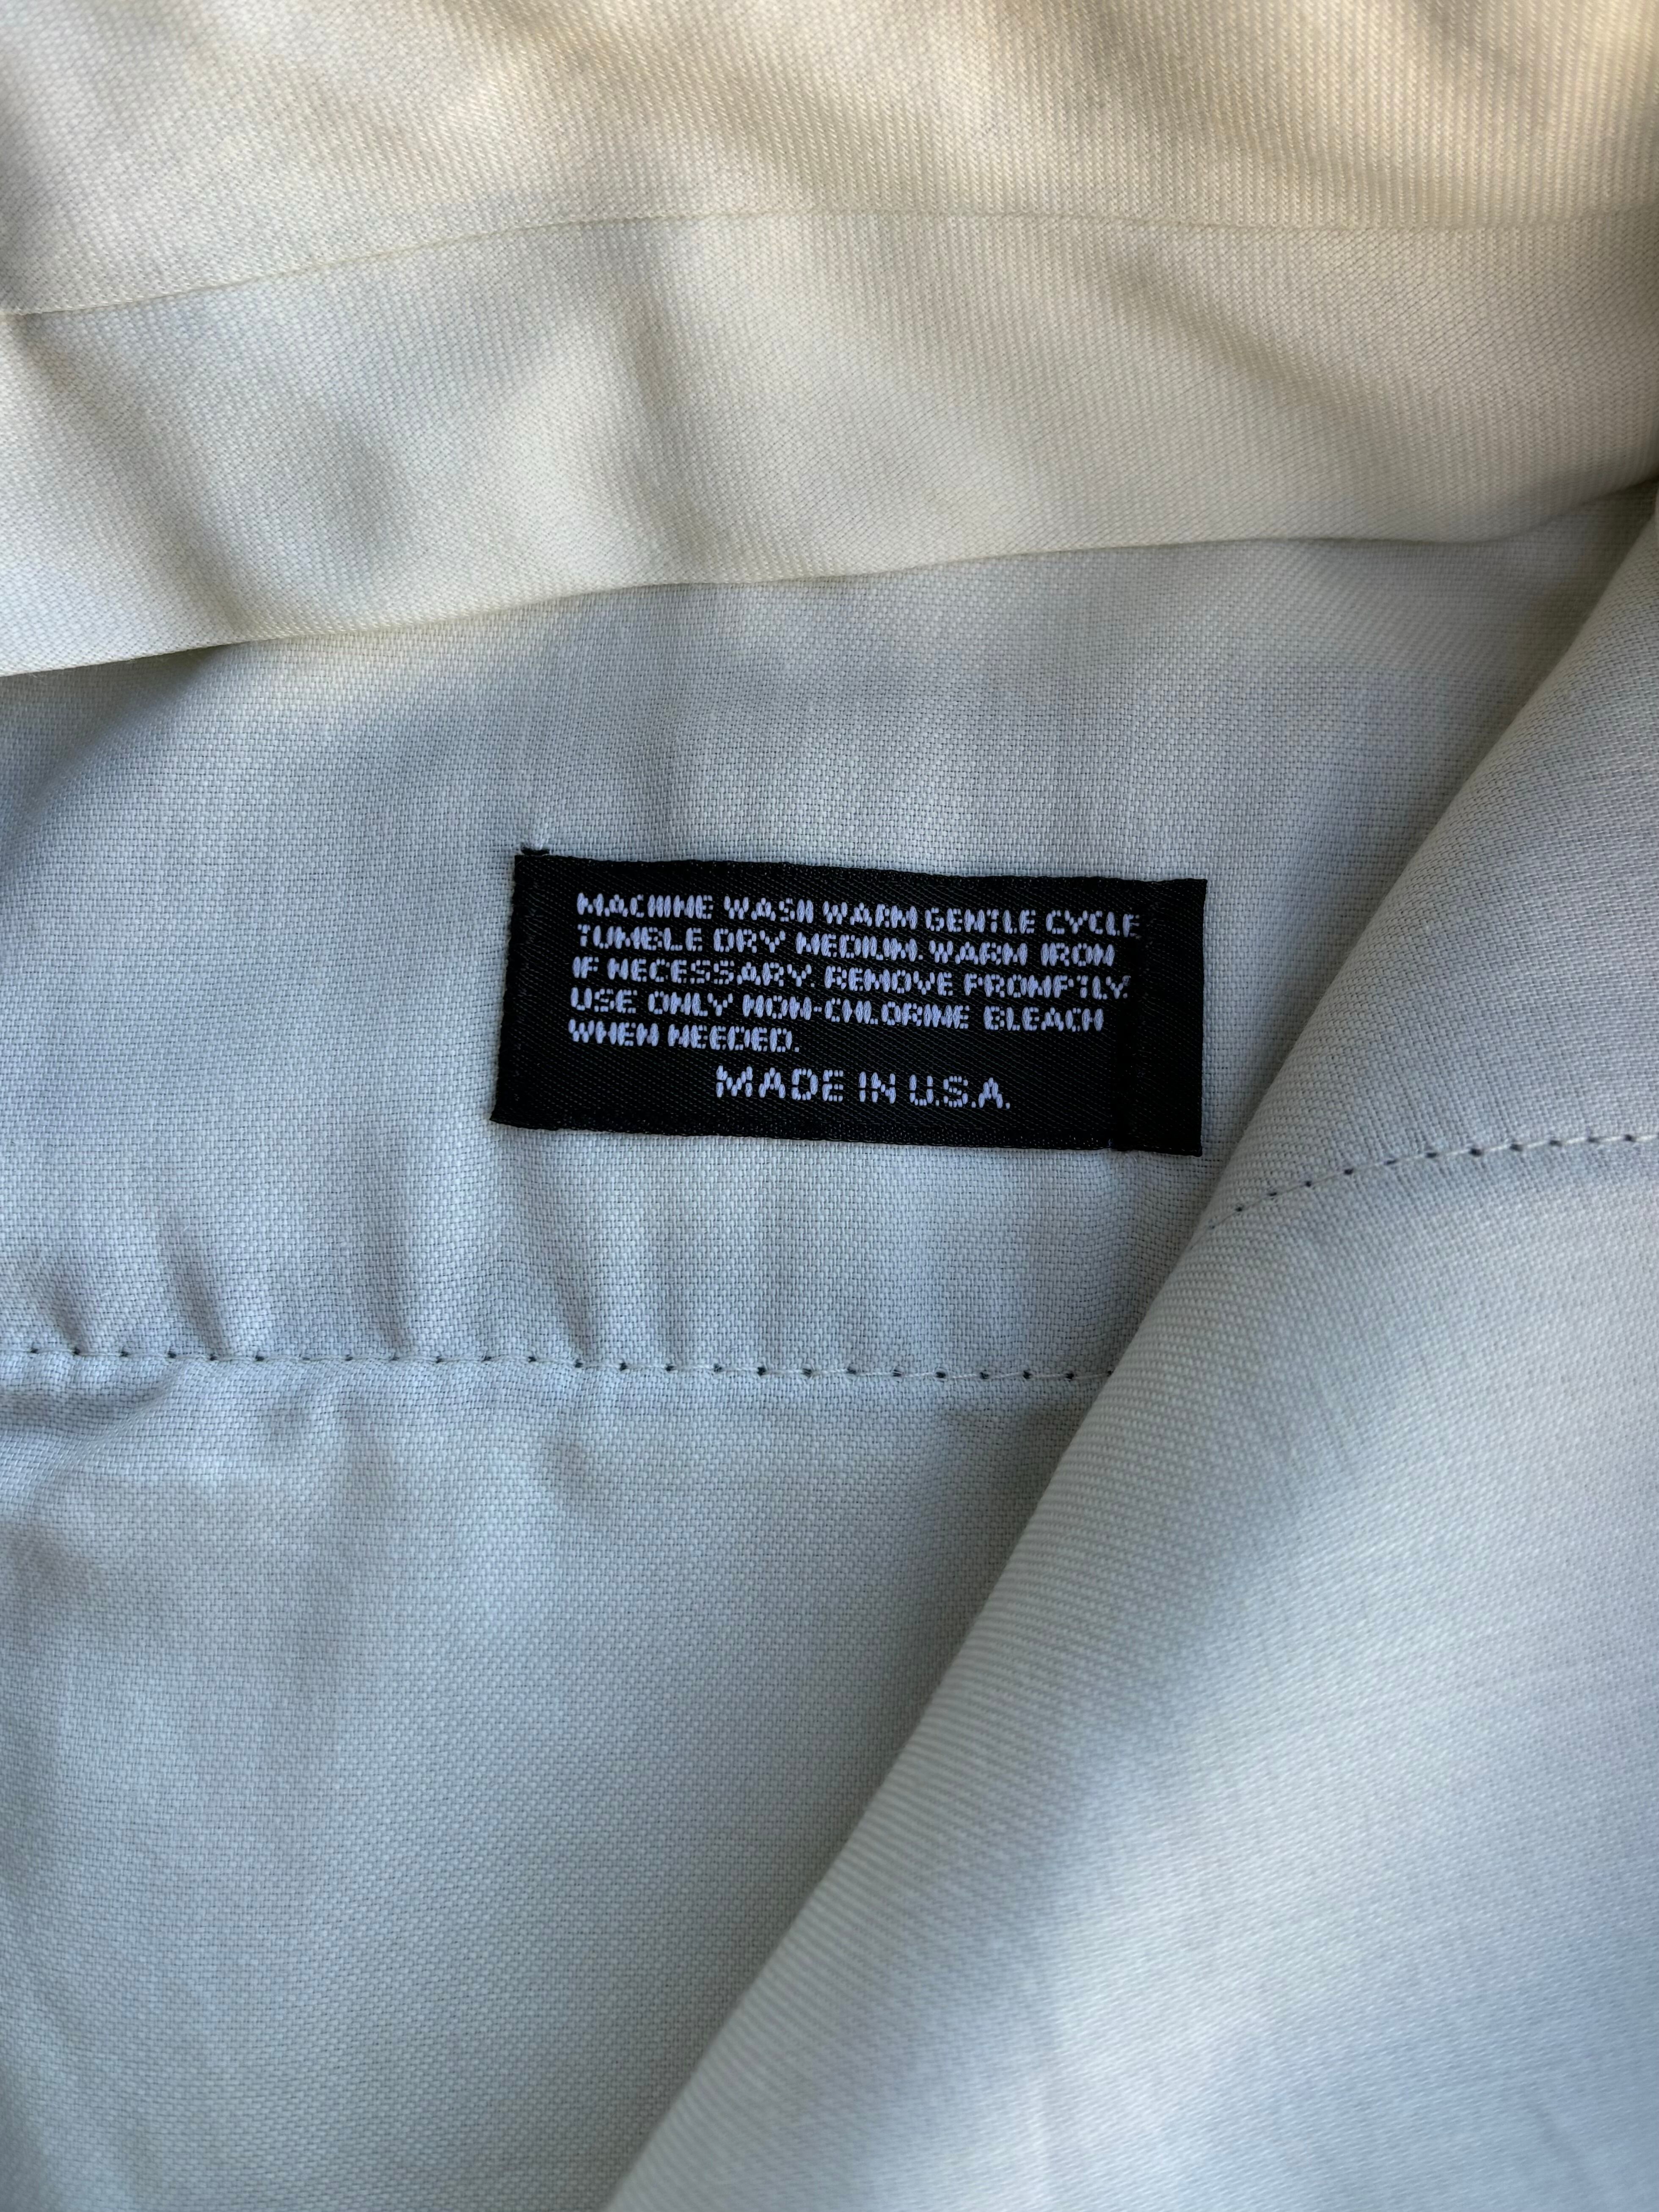 MACHINE WASH WARM GENTLE CYCLE
TUMBLE DRY MEDIUM. WARM IRON
IF NECESSARY. REMOVE PROMPTLY.
USE ONLY NON-CHLORINE BLEACH
WHEN NEEDED.
MADE IN U.S.A.